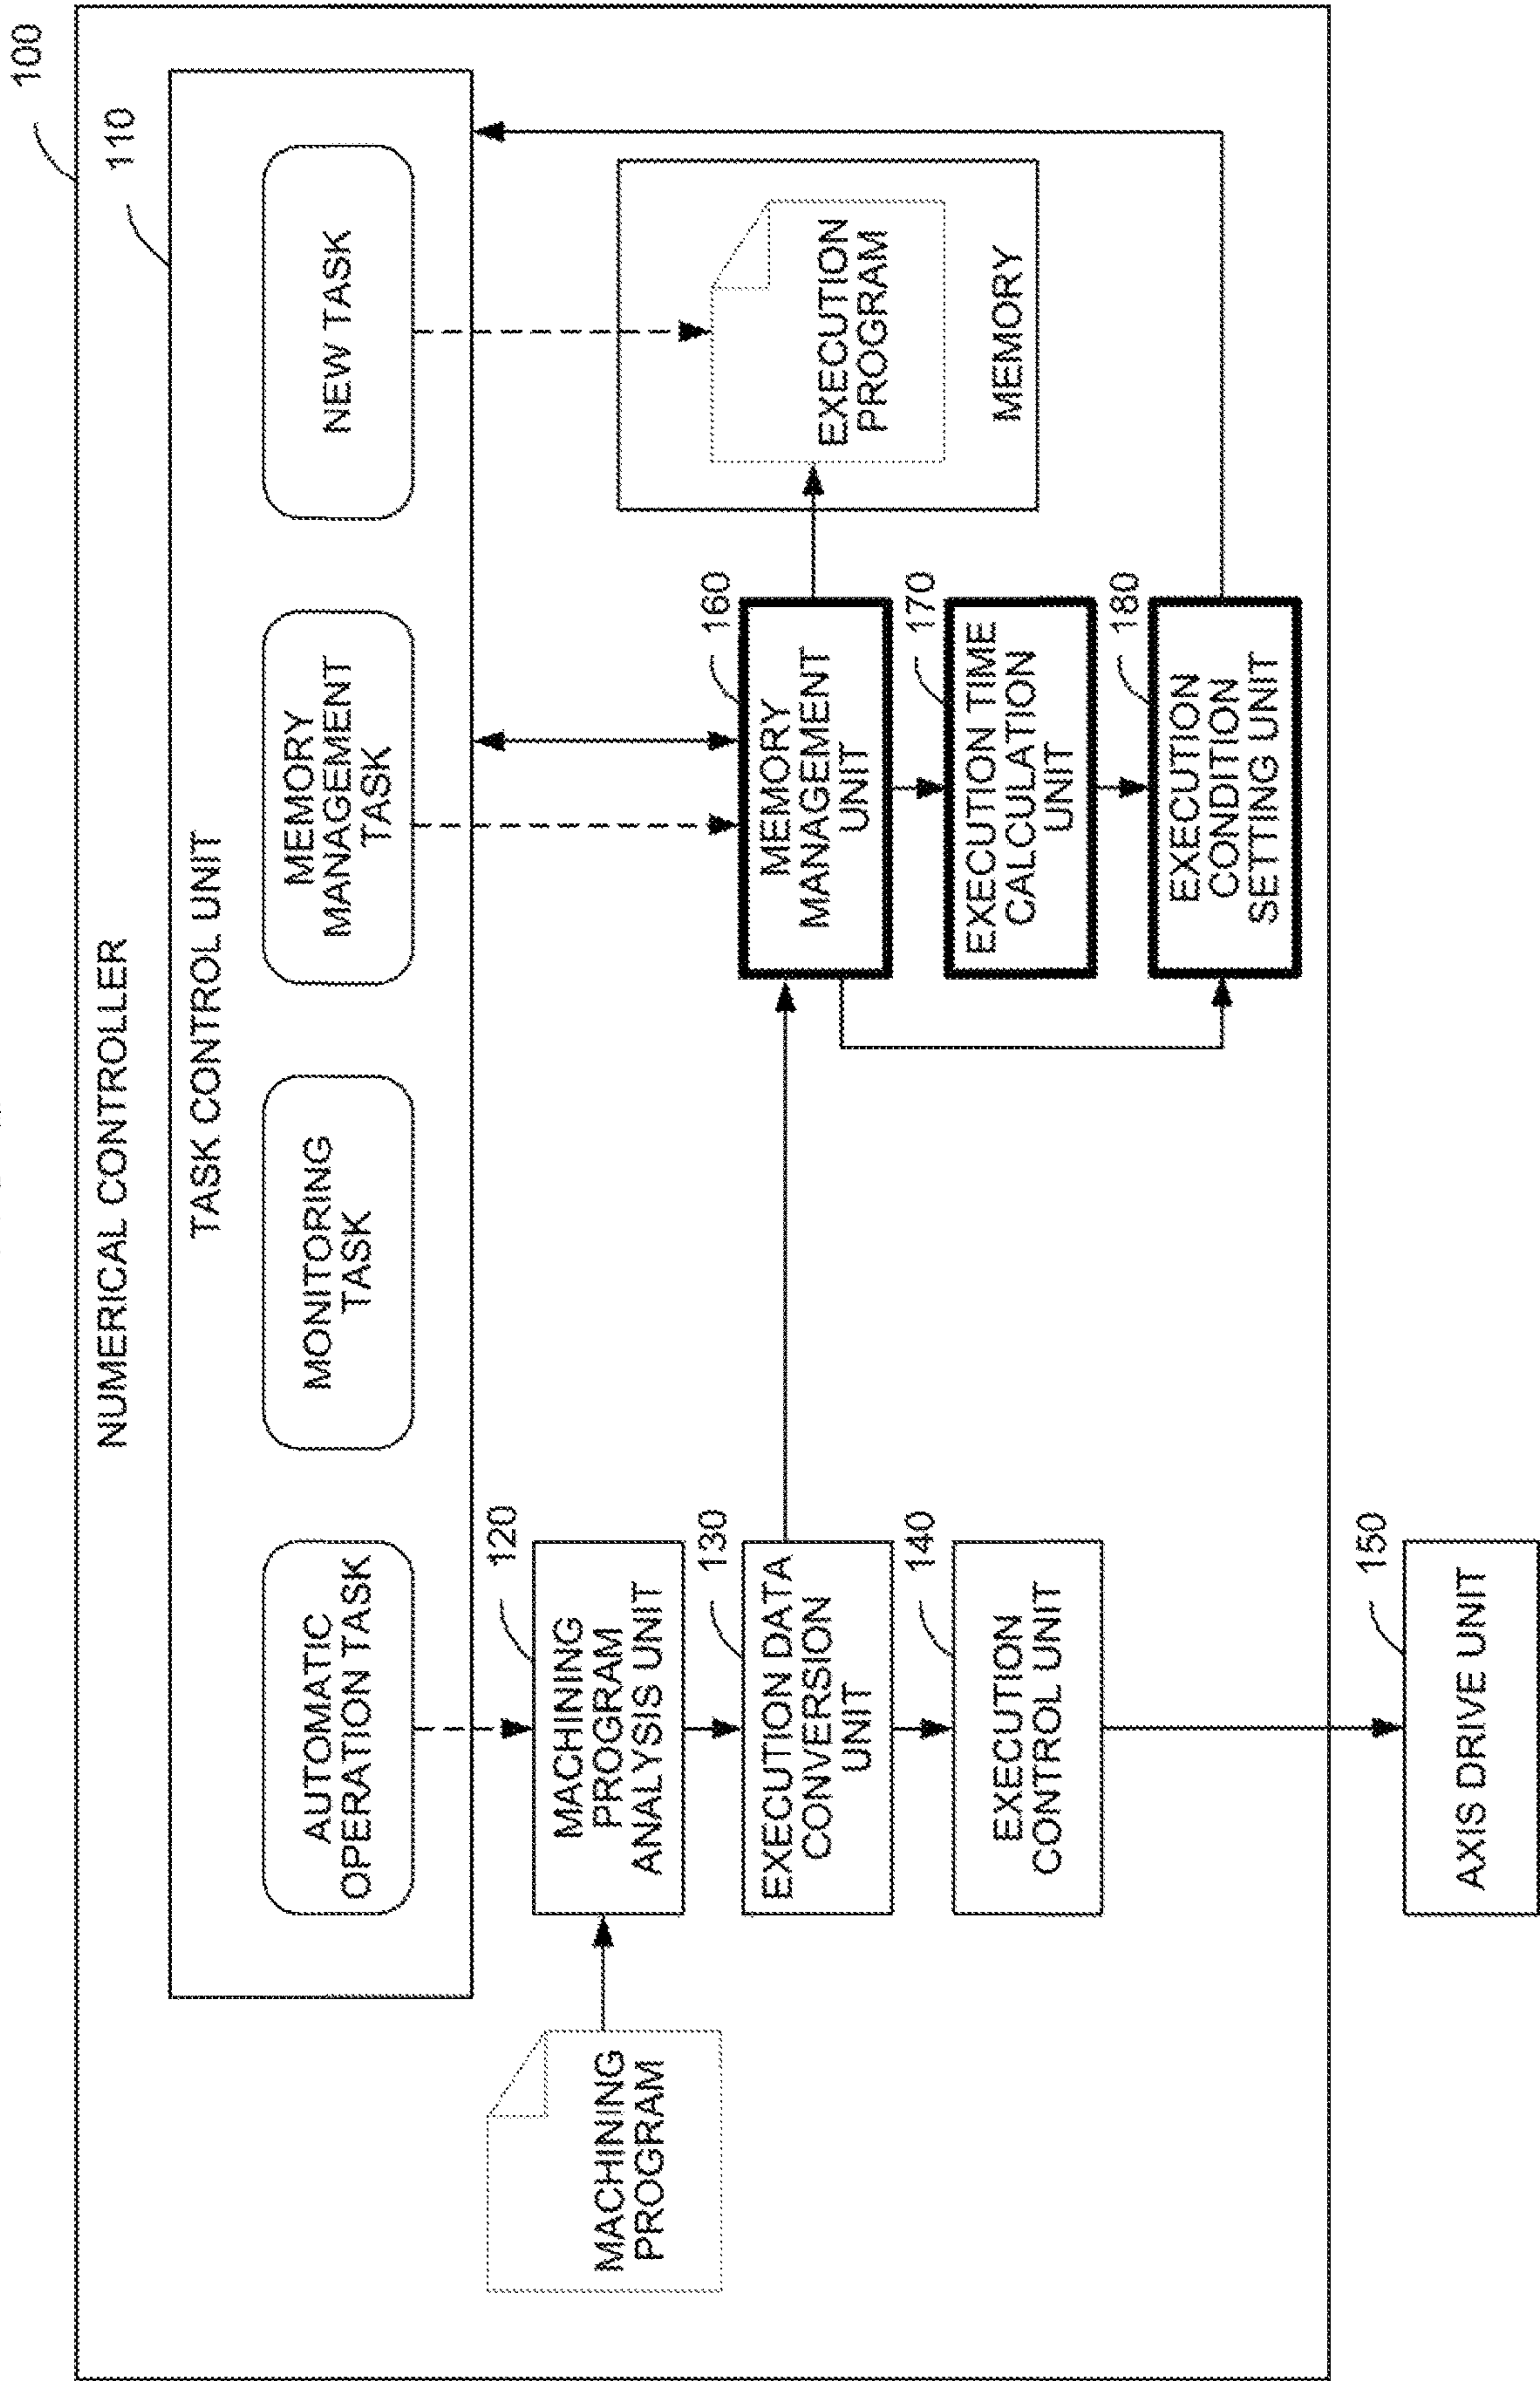 100
NUMERICAL CONTROLLER
110
TASK CONTROL UNIT
AUTOMATIC
OPERATION TASK
MONITORING
TASK
MEMORY
MANAGEMENT
TASK
NEW TASK
MACHINING
PROGRAM
120
MACHINING
PROGRAM
ANALYSIS UNIT
130
EXECUTION DATA
CONVERSION
UNIT
140
EXECUTION
CONTROL UNIT
150
AXIS DRIVE UNIT
160
MEMORY
MANAGEMENT
UNIT
170
EXECUTION TIME
CALCULATION
UNIT
180
EXECUTION
CONDITION
SETTING UNIT
EXECUTION
PROGRAM
MEMORY